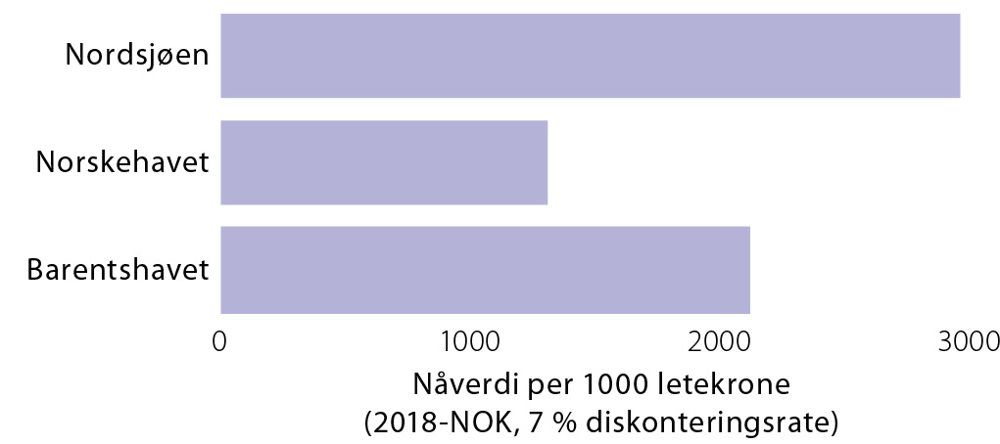 Nordsjøen
Norskehavet
Barentshavet
0 1000 2000 3000
Nåverdi per 1000 letekrone
(2018-NOK, 7 % diskonteringsrate)